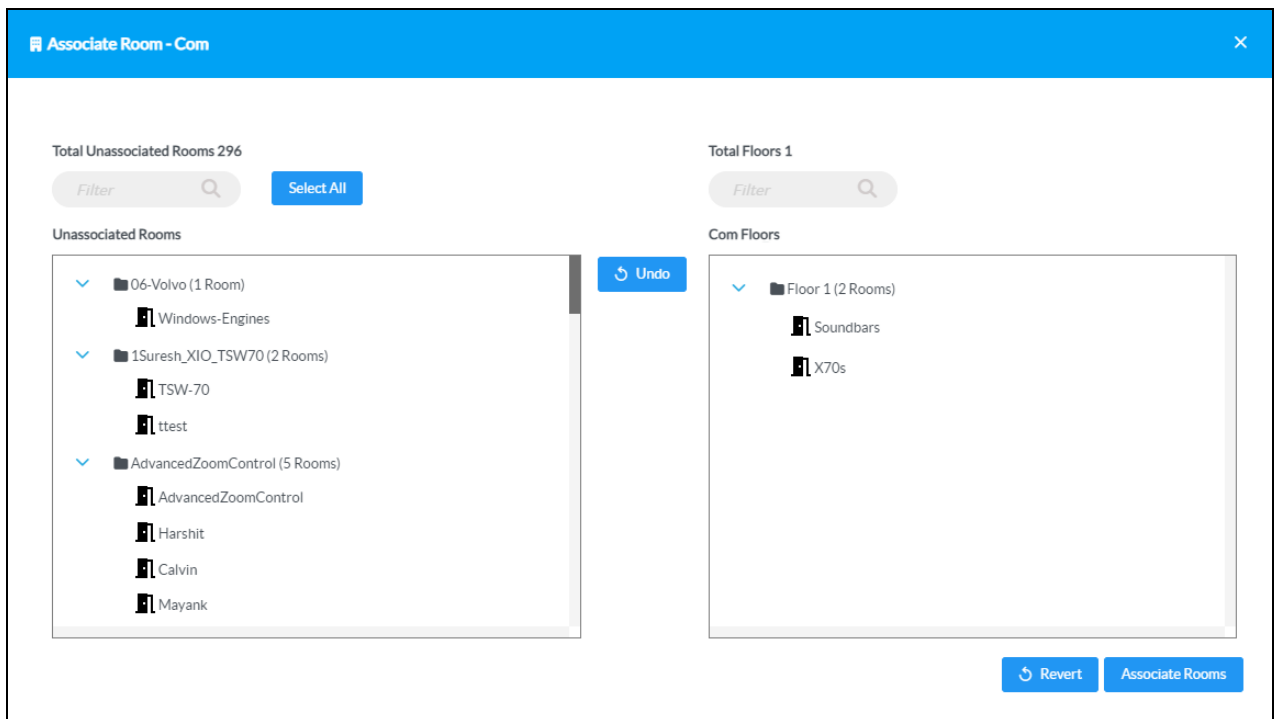 Associate Room - Com
Total Unassociated Rooms 296
Filter
Select All
Unassociated Rooms
06-Volvo (1 Room)
Windows-Engines
1Suresh_XIO_TSW70 (2 Rooms)
TSW-70
ttest
AdvancedZoomControl (5 Rooms)
AdvancedZoomControl
Harshit
Calvin
Mayank
Undo
Total Floors 1
Filter
Com Floors
Floor 1 (2 Rooms)
Soundbars
X70s
Revert
Associate Rooms